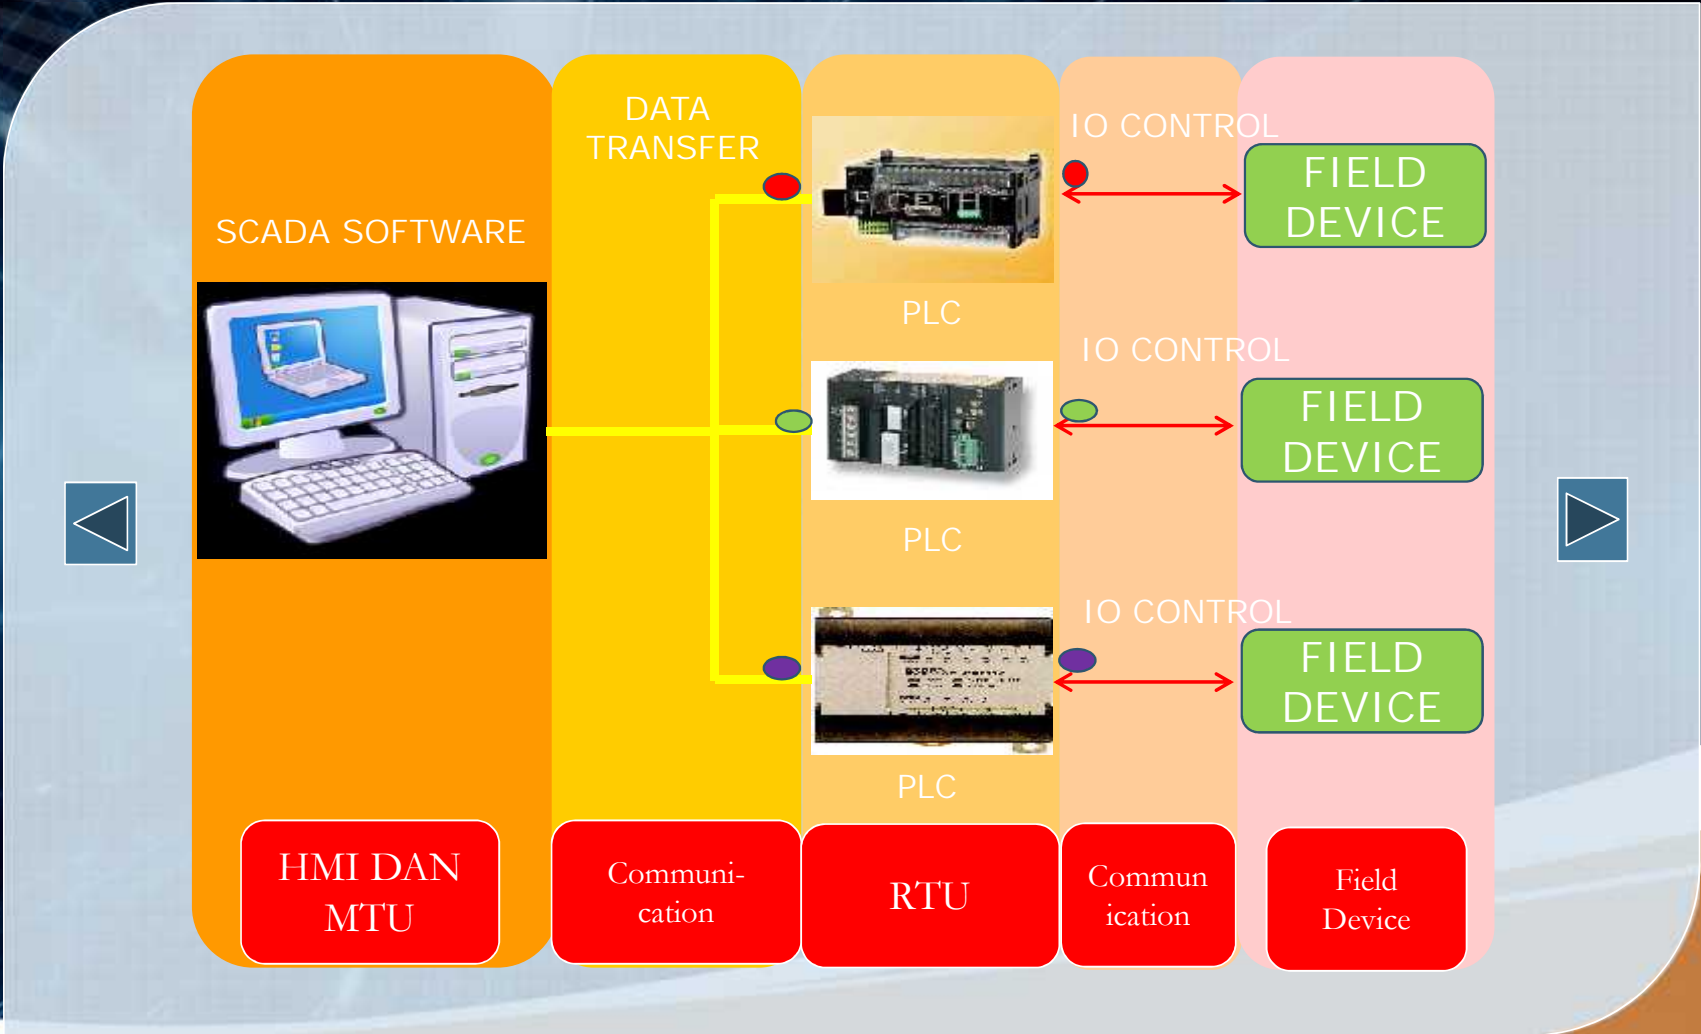 SCADA SOFTWARE
DATA
TRANSFER
PLC
PLC
PLC
IO CONTROL
IO CONTROL
IO CONTROL
FIELD
DEVICE
FIELD
DEVICE
FIELD
DEVICE
HMI DAN
MTU
Communi-
cation
RTU
Commun
ication
Field
Device